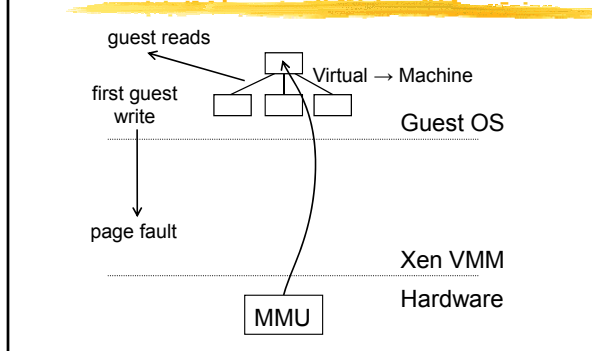 guest reads
Virtual → Machine
first guest
write
Guest OS
page fault
Xen VMM
Hardware
MMU